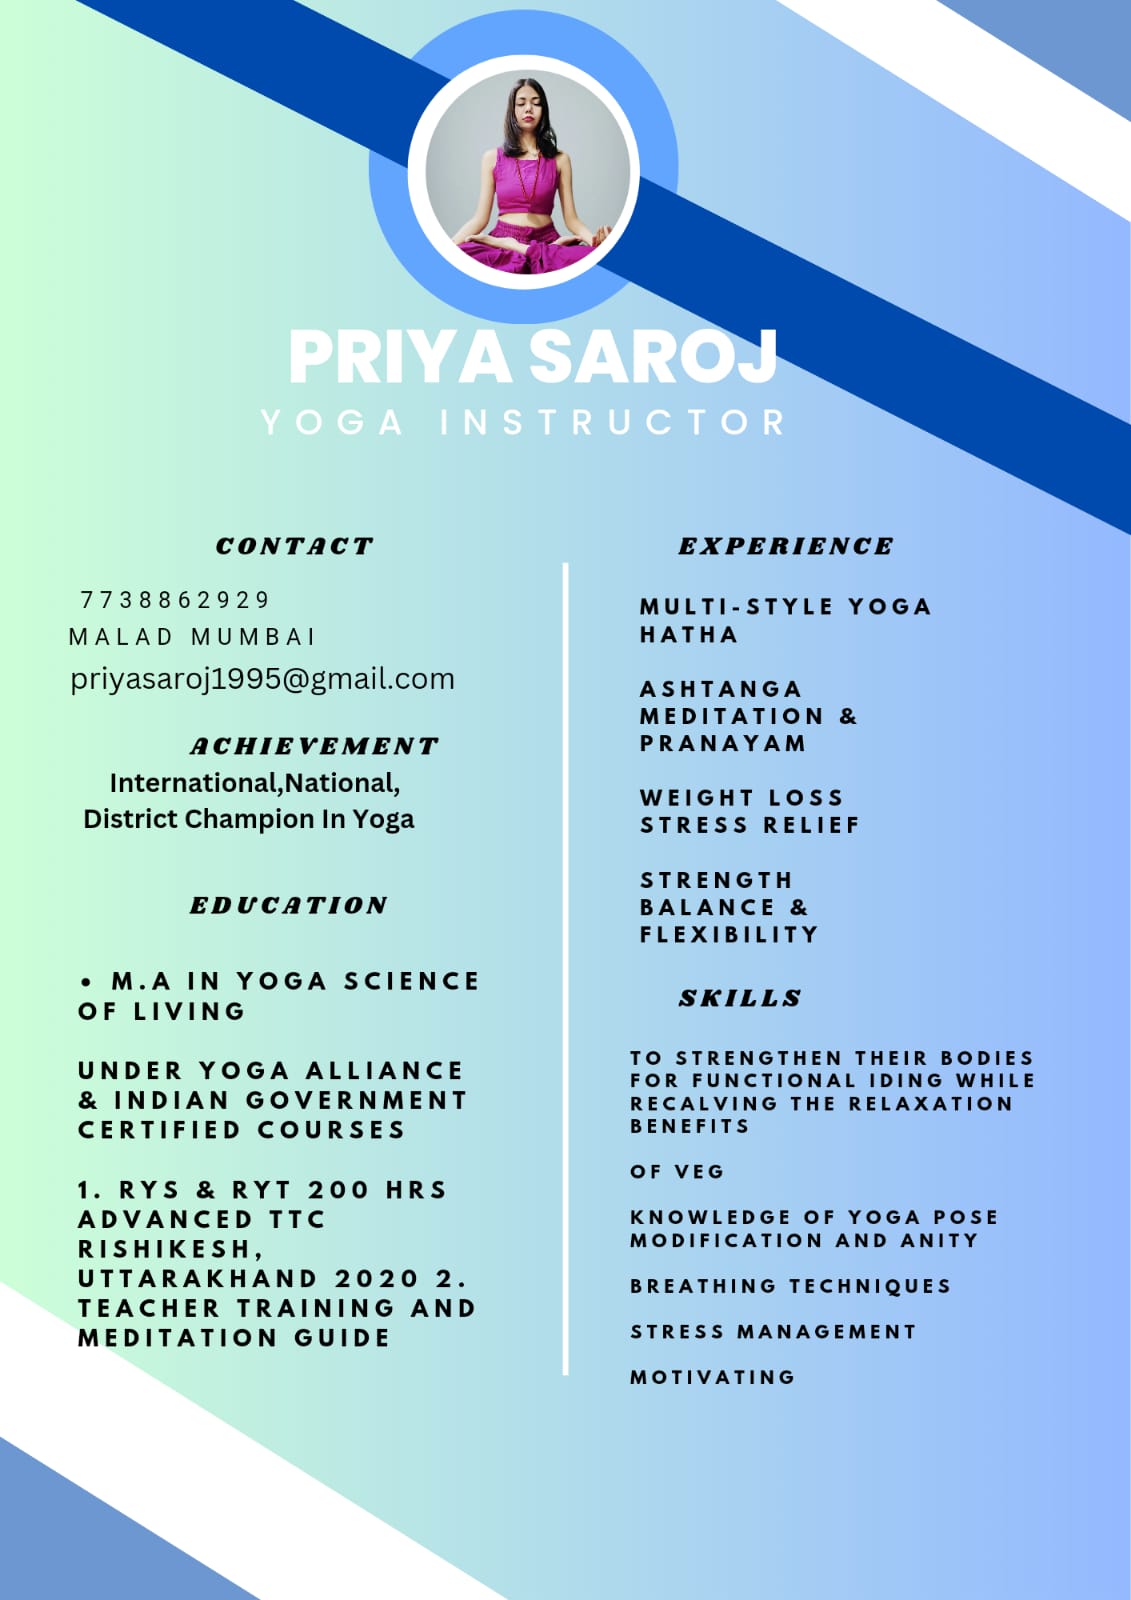 PRIYA SAROJ
YOGA INSTRUCTOR
CONTACT
7738862929
MALAD MUMBAI
priyasaroj1995@gmail.com
ACHIEVEMENT
International,National,
District Champion In Yoga
EDUCATION
• M.A IN YOGA SCIENCE
OF LIVING
UNDER YOGA ALLIANCE
& INDIAN GOVERNMENT
CERTIFIED COURSES
1. RYS & RYT 200 HRS
ADVANCED TTC
RISHIKESH,
UTTARAKHAND 2020 2.
TEACHER TRAINING AND
MEDITATION GUIDE
EXPERIENCE
MULTI-STYLE YOGA
HATHA
ASHTANGA
MEDITATION &
PRANAYAM
WEIGHT LOSS
STRESS RELIEF
STRENGTH
BALANCE &
FLEXIBILITY
SKILLS
TO STRENGTHEN THEIR BODIES
FOR FUNCTIONAL IDING WHILE
RECALVING THE RELAXATION
BENEFITS
OF VEG
KNOWLEDGE OF YOGA POSE
MODIFICATION AND ANITY
BREATHING TECHNIQUES
STRESS MANAGEMENT
MOTIVATING